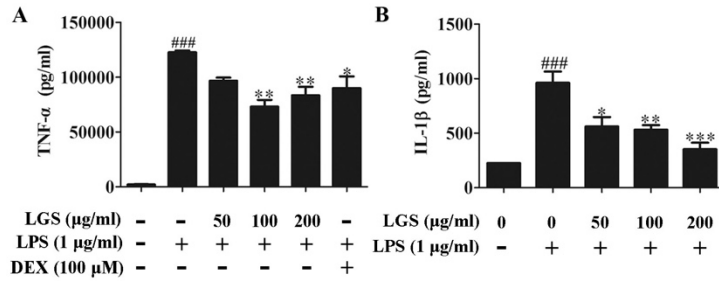 A
B
TNF-α (pg/ml)
150000
100000
50000
0
###
**
**
*
LGS (μg/ml) - - 50 100 200 -
LPS (1 μg/ml) - + + + + +
DEX (100 μM) - - - - - +
IL-1β (pg/ml)
1500
1000
500
0
###
*
**
***
LGS (μg/ml) 0 0 50 100 200
LPS (1 μg/ml) - + + + +